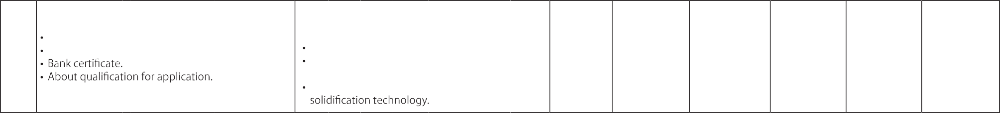 •
•
• Bank certificate.
• About qualification for application.
•
•
•
solidification technology.